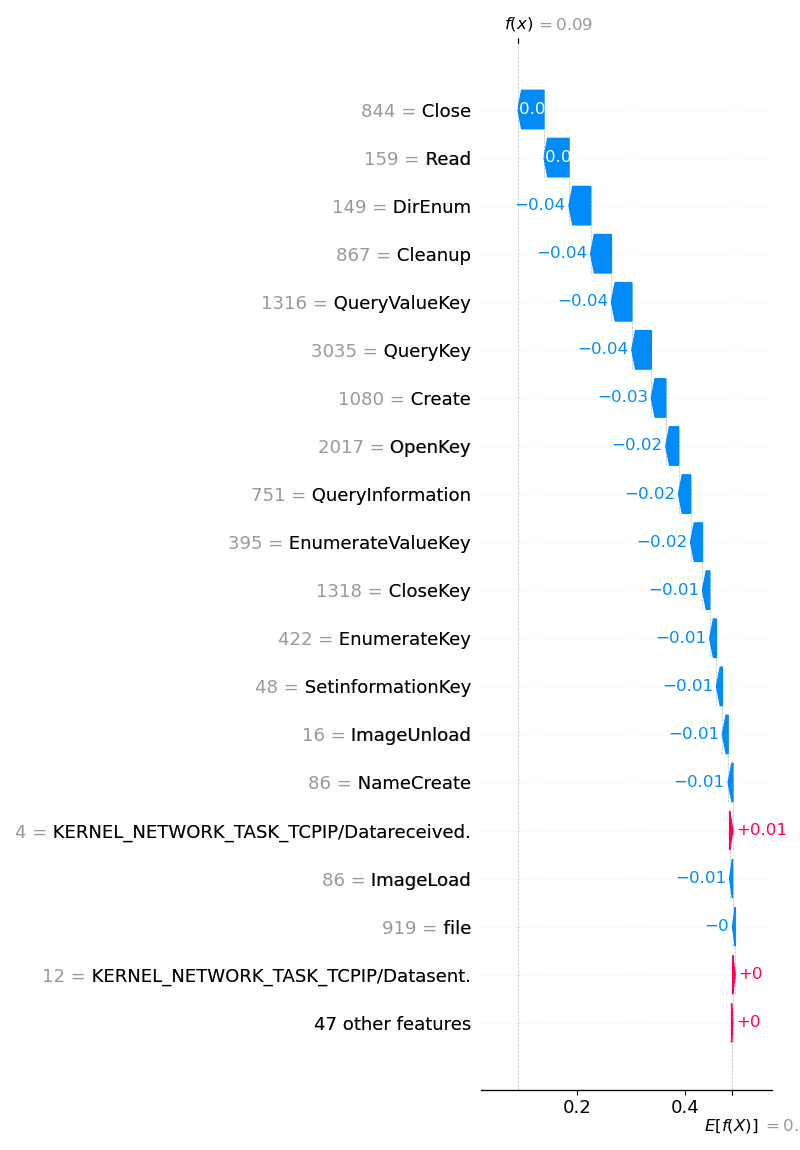 f(x) = 0.09
844 = Close
0.0
159 = Read
0.0
149 = DirEnum −0.04
867 = Cleanup −0.04
1316 = QueryValueKey −0.04
3035 = QueryKey −0.04
1080 = Create −0.03
2017 = OpenKey −0.02
751 = QueryInformation −0.02
395 = EnumerateValueKey −0.02
1318 = CloseKey −0.01
422 = EnumerateKey −0.01
48 = SetinformationKey −0.01
16 = ImageUnload −0.01
86 = NameCreate −0.01
4 = KERNEL_NETWORK_TASK_TCPIP/Datareceived. +0.01
86 = ImageLoad −0.01
919 = file −0
12 = KERNEL_NETWORK_TASK_TCPIP/Datasent. +0
47 other features +0
0.2 0.4
E[f(X)] = 0.